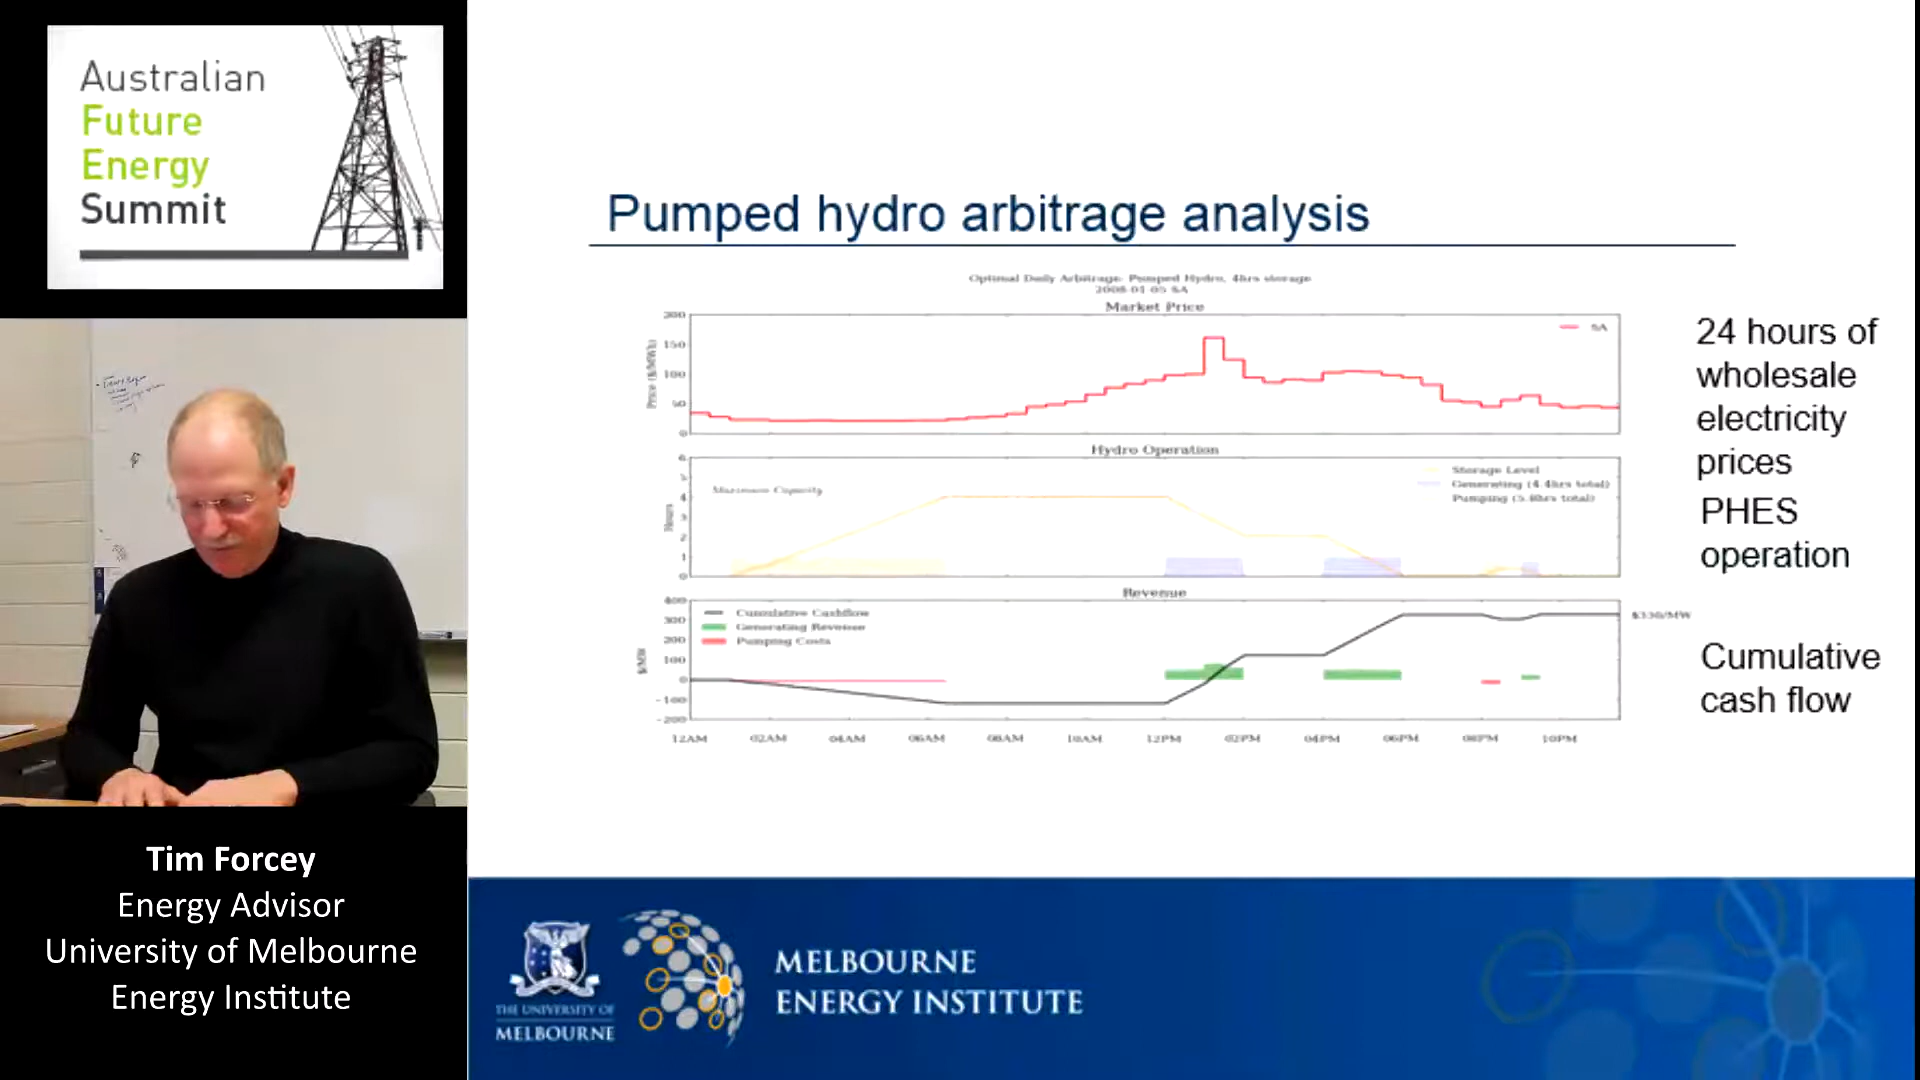 Australian
Future
Energy
Summit
Tim Forcey
Energy Advisor
University of Melbourne
Energy Institute
Pumped hydro arbitrage analysis
Optimal Daily Arbitrage: Pumped Hydro, 4hrs storage
2008-01-05 SA
Market Price
200
150
100
50
0
Price ($/MWh)
SA
Hydro Operation
6
5
4
3
2
1
0
Hours
Maximum Capacity
Storage Level
Generating (4.4hrs total)
Pumping (5.8hrs total)
Revenue
400
300
200
100
0
-100
-200
$/MW
Cumulative Cashflow
Generating Revenue
Pumping Costs
$330/MW
12AM 02AM 04AM 06AM 08AM 10AM 12PM 02PM 04PM 06PM 08PM 10PM
24 hours of
wholesale
electricity
prices
PHES
operation
Cumulative
cash flow
THE UNIVERSITY OF
MELBOURNE
MELBOURNE
ENERGY INSTITUTE